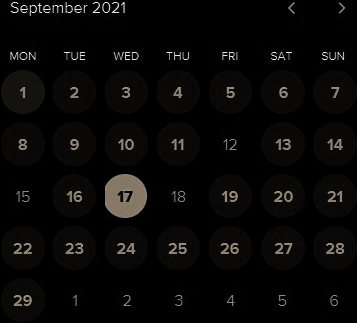 September 2021
MON TUE WED THU FRI SAT SUN
1 2 3 4 5 6 7
8 9 10 11 12 13 14
15 16 17 18 19 20 21
22 23 24 25 26 27 28
29 1 2 3 4 5 6